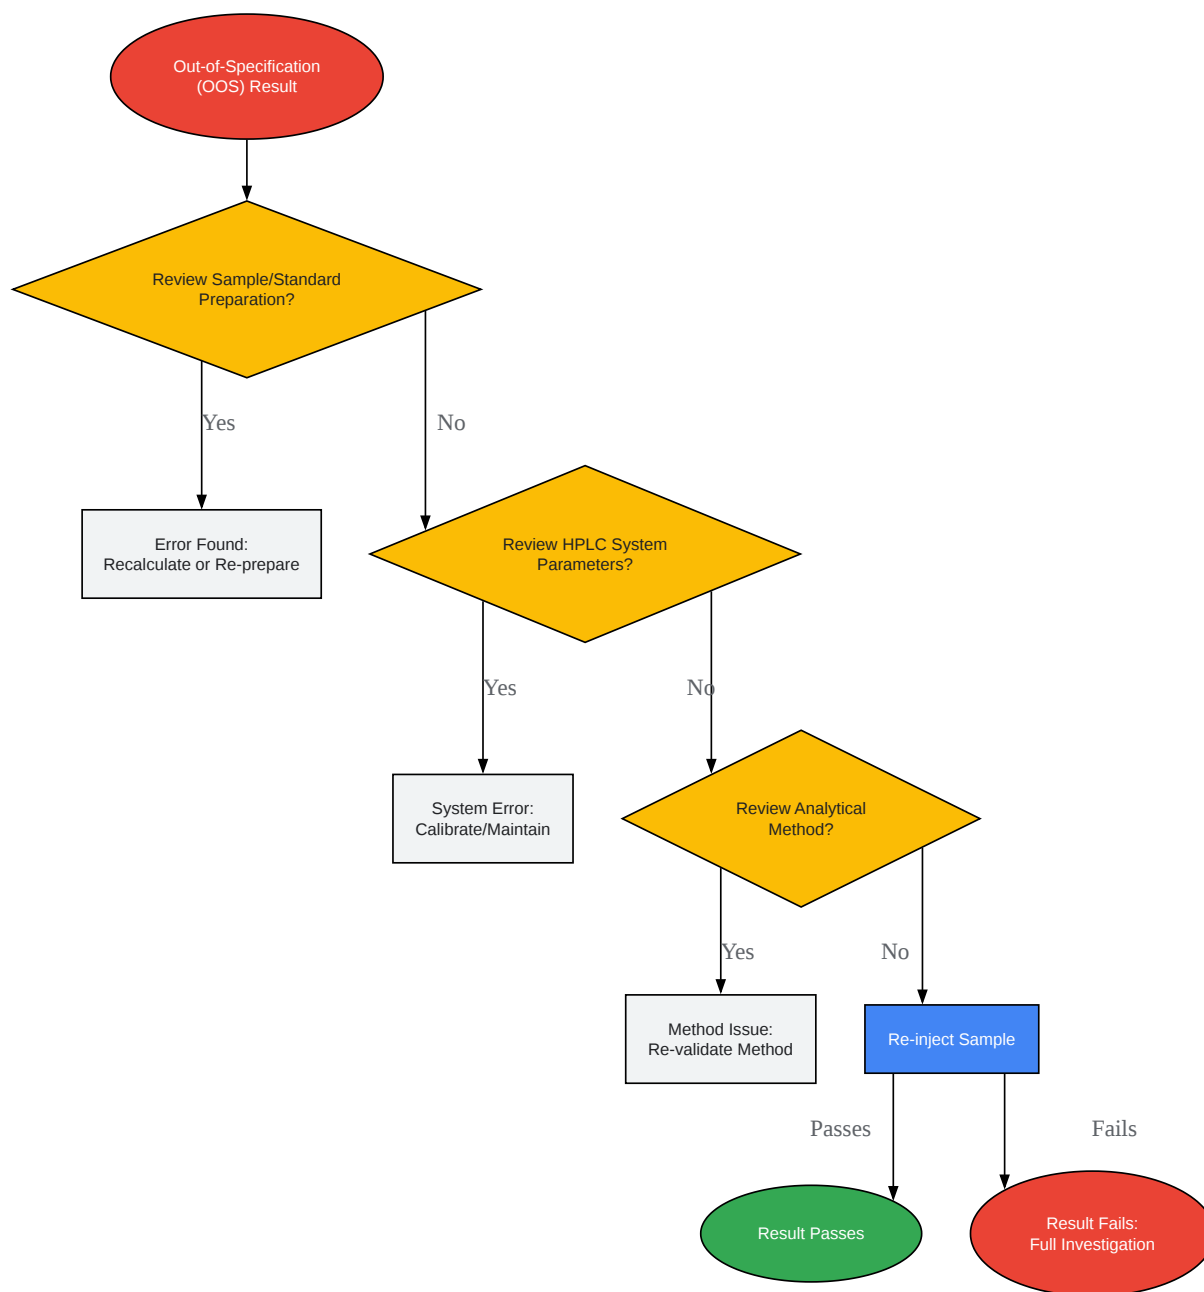 Out-of-Specification
(OOS) Result
Review Sample/Standard
Preparation?
Yes
No
Error Found:
Recalculate or Re-prepare
Review HPLC System
Parameters?
Yes
No
System Error:
Calibrate/Maintain
Review Analytical
Method?
Yes
No
Method Issue:
Re-validate Method
Re-inject Sample
Passes
Fails
Result Passes
Result Fails:
Full Investigation